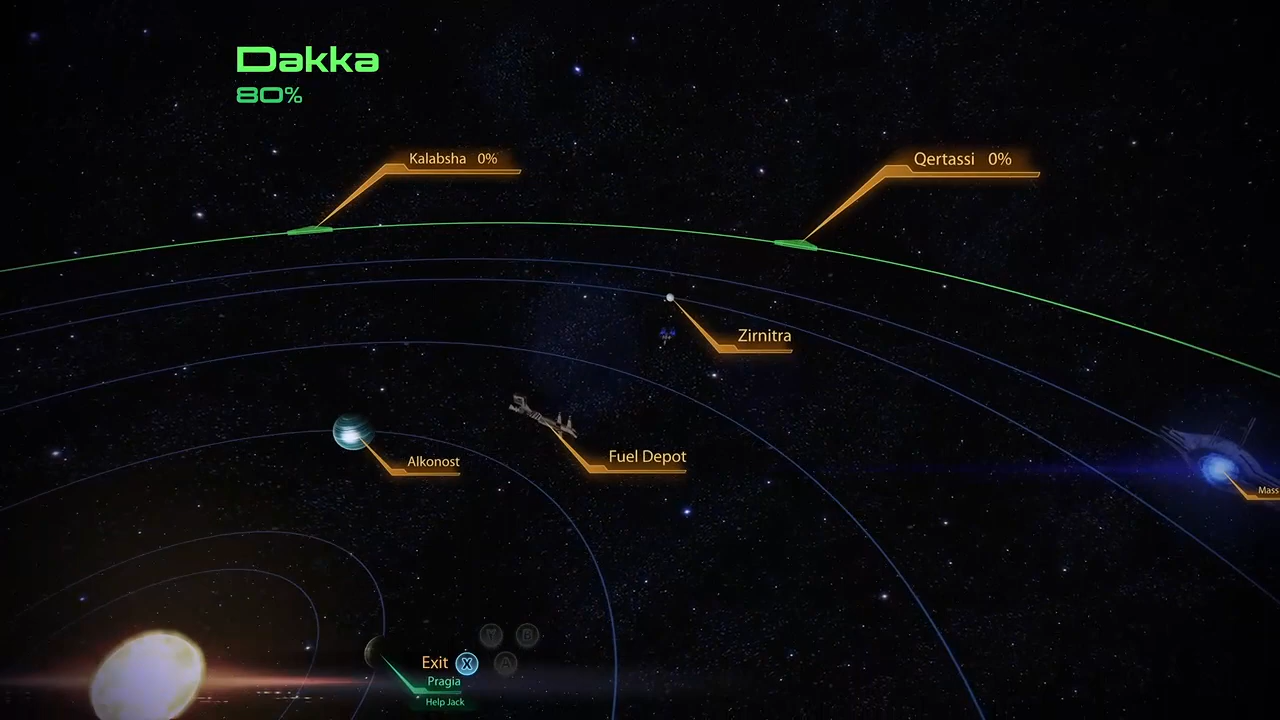 Dakka
80%
Kalabsha 0%
Qertassi 0%
Zirnitra
Fuel Depot
Alkonost
Mass
Y B
Exit X A
Pragia
Help Jack